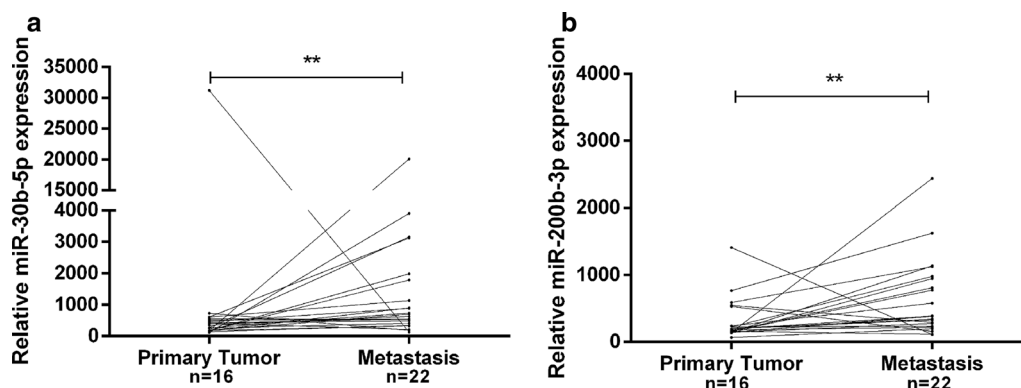 a
Relative miR-30b-5p expression
35000
30000
25000
20000
15000
4000
3000
2000
1000
0
**
Primary Tumor
n=16
Metastasis
n=22
b
Relative miR-200b-3p expression
4000
3000
2000
1000
0
**
Primary Tumor
n=16
Metastasis
n=22